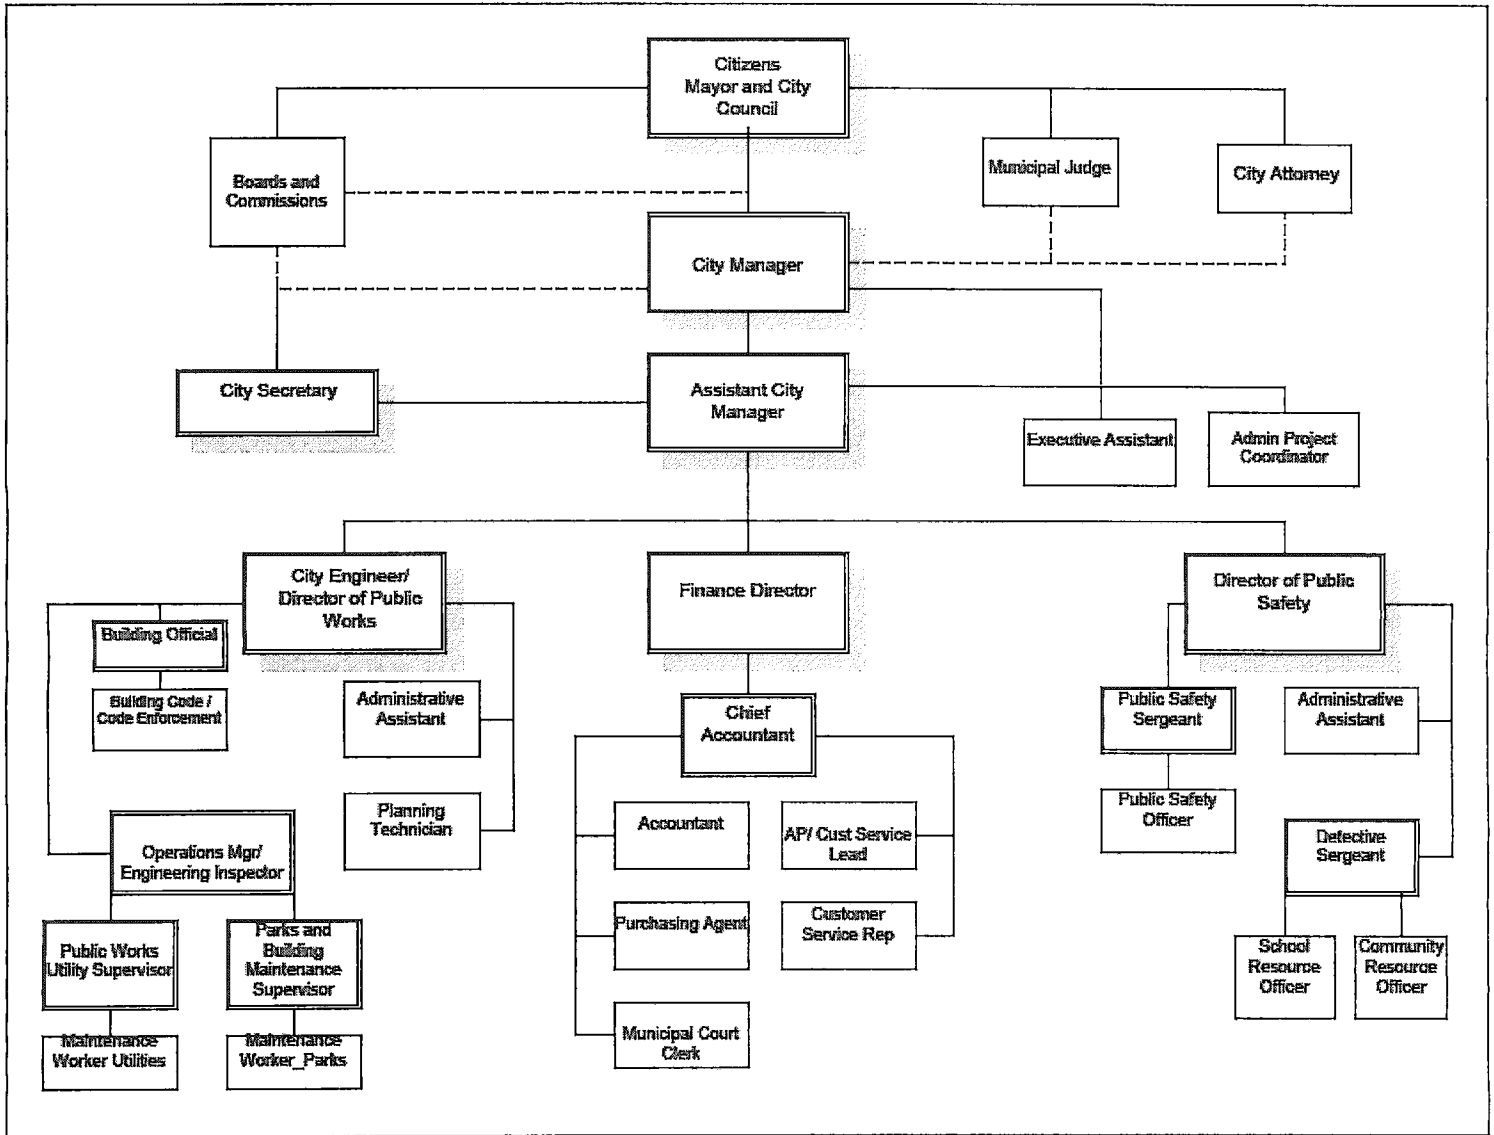 Citizens
Mayor and City
Council
Boards and
Commissions
Municipal Judge
City Attorney
City Manager
City Secretary
Assistant City
Manager
Executive Assistant
Admin Project
Coordinator
City Engineer/
Director of Public
Works
Finance Director
Director of Public
Safety
Building Official
Building Code /
Code Enforcement
Administrative
Assistant
Planning
Technician
Operations Mgr/
Engineering Inspector
Public Works
Utility Supervisor
Parks and
Building
Maintenance
Supervisor
Maintenance
Worker Utilities
Maintenance
Worker_Parks
Chief
Accountant
Accountant
AP/ Cust Service
Lead
Purchasing Agent
Customer
Service Rep
Municipal Court
Clerk
Public Safety
Sergeant
Administrative
Assistant
Public Safety
Officer
Detective
Sergeant
School
Resource
Officer
Community
Resource
Officer